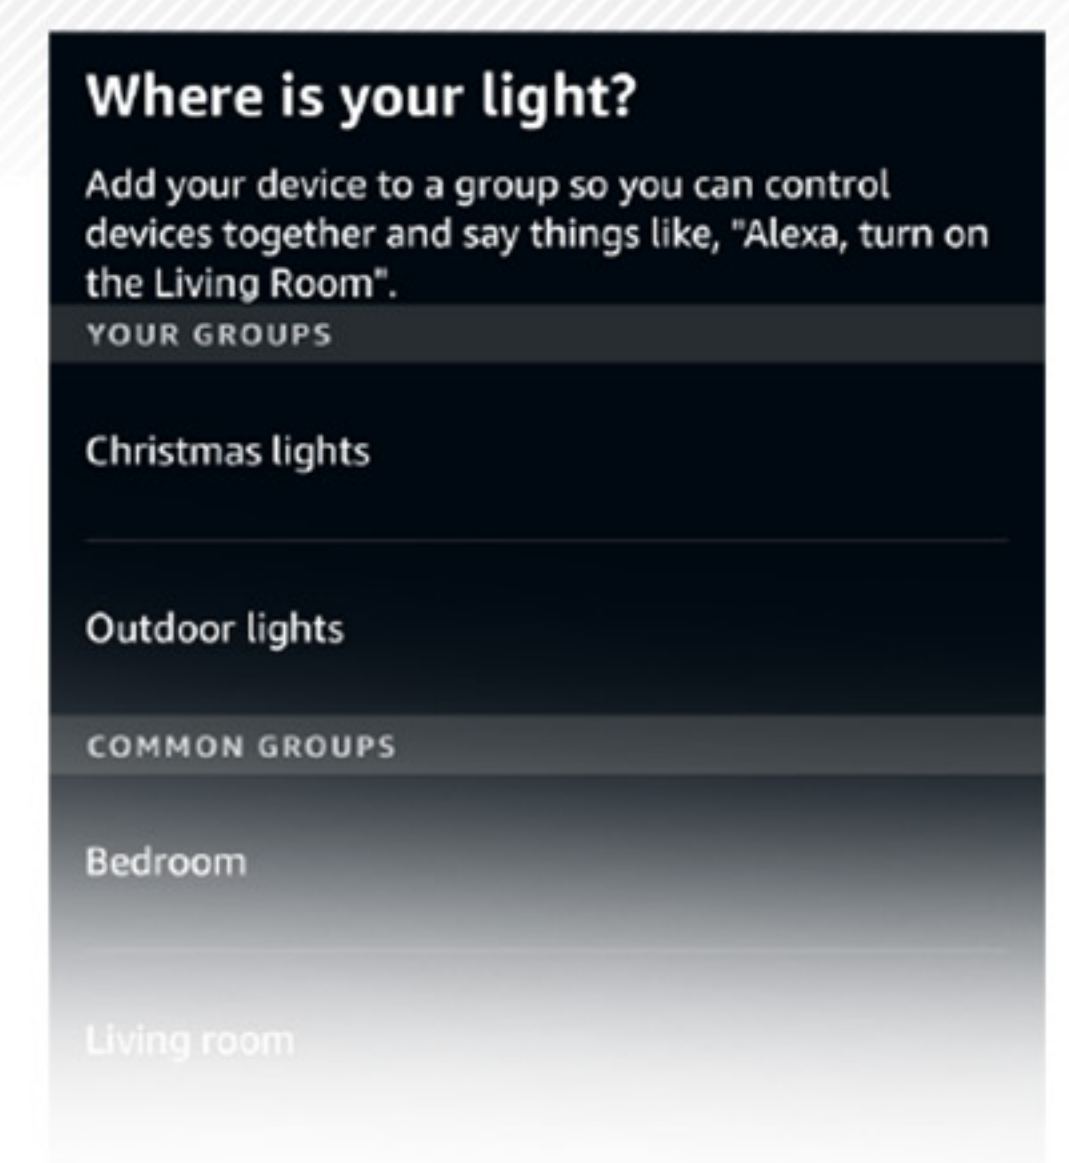 Where is your light?
Add your device to a group so you can control
devices together and say things like, "Alexa, turn on
the Living Room".
YOUR GROUPS
Christmas lights
Outdoor lights
COMMON GROUPS
Bedroom
Living room